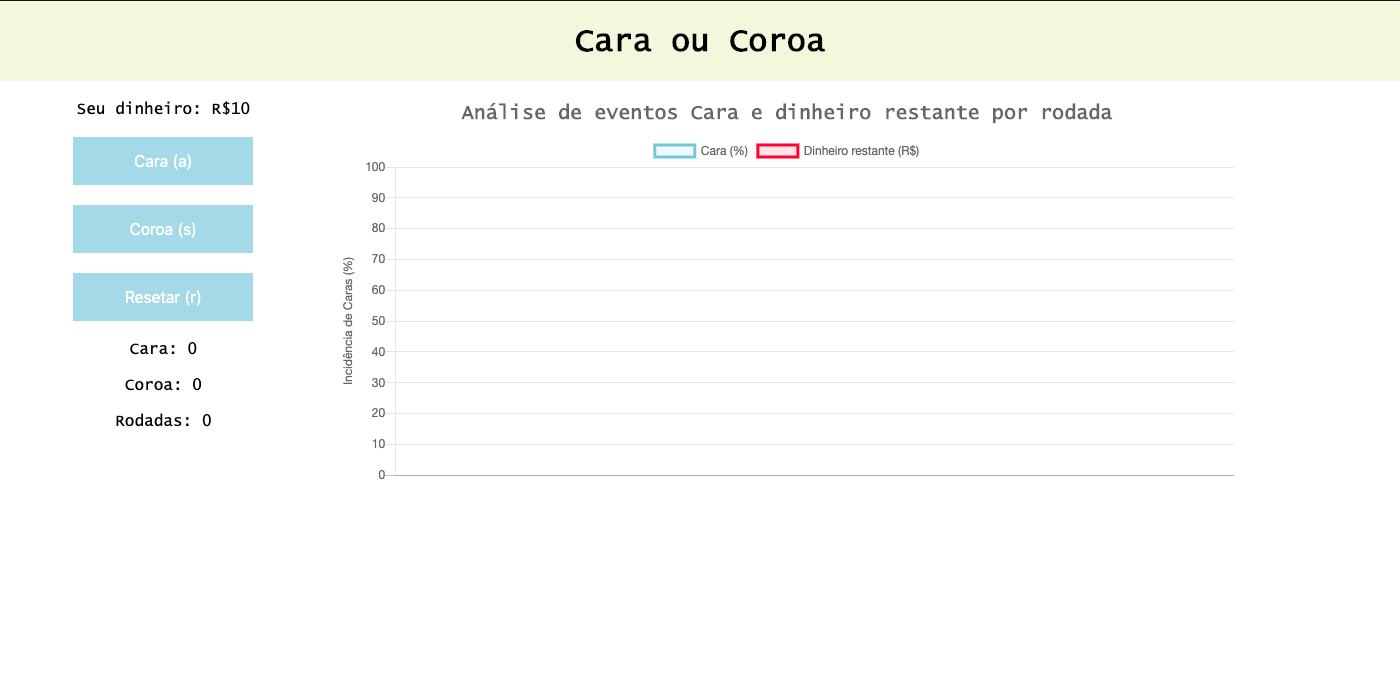 Cara ou Coroa
Seu dinheiro: R$10
Cara (a)
Coroa (s)
Resetar (r)
Cara: 0
Coroa: 0
Rodadas: 0
Análise de eventos Cara e dinheiro restante por rodada
Cara (%) Dinheiro restante (R$)
Incidência de Caras (%)
100
90
80
70
60
50
40
30
20
10
0